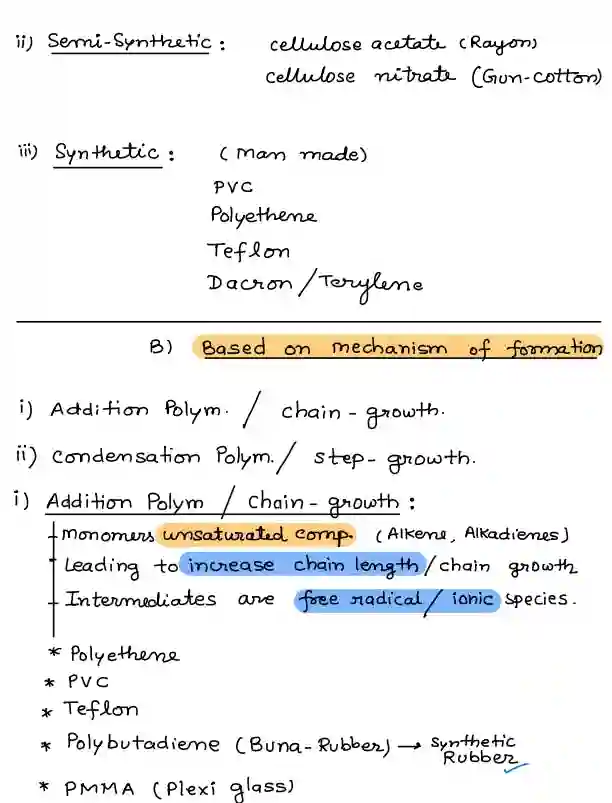 ii) Semi-Synthetic : cellulose acetate (Rayon)
cellulose nitrate (Gun-cotton)
iii) Synthetic : (Man made)
PVC
Polyethene
Teflon
Dacron / Terylene
B) Based on mechanism of formation
i) Addition Polym. / chain - growth.
ii) Condensation Polym. / step - growth.
i) Addition Polym / Chain - growth :
Monomers unsaturated comp. (Alkene, Alkadienes)
Leading to increase chain length / chain growth
Intermediates are free radical / ionic species.
* Polyethene
* PVC
* Teflon
* Polybutadiene (Buna-Rubber) → Synthetic Rubber
* PMMA (Plexi glass)